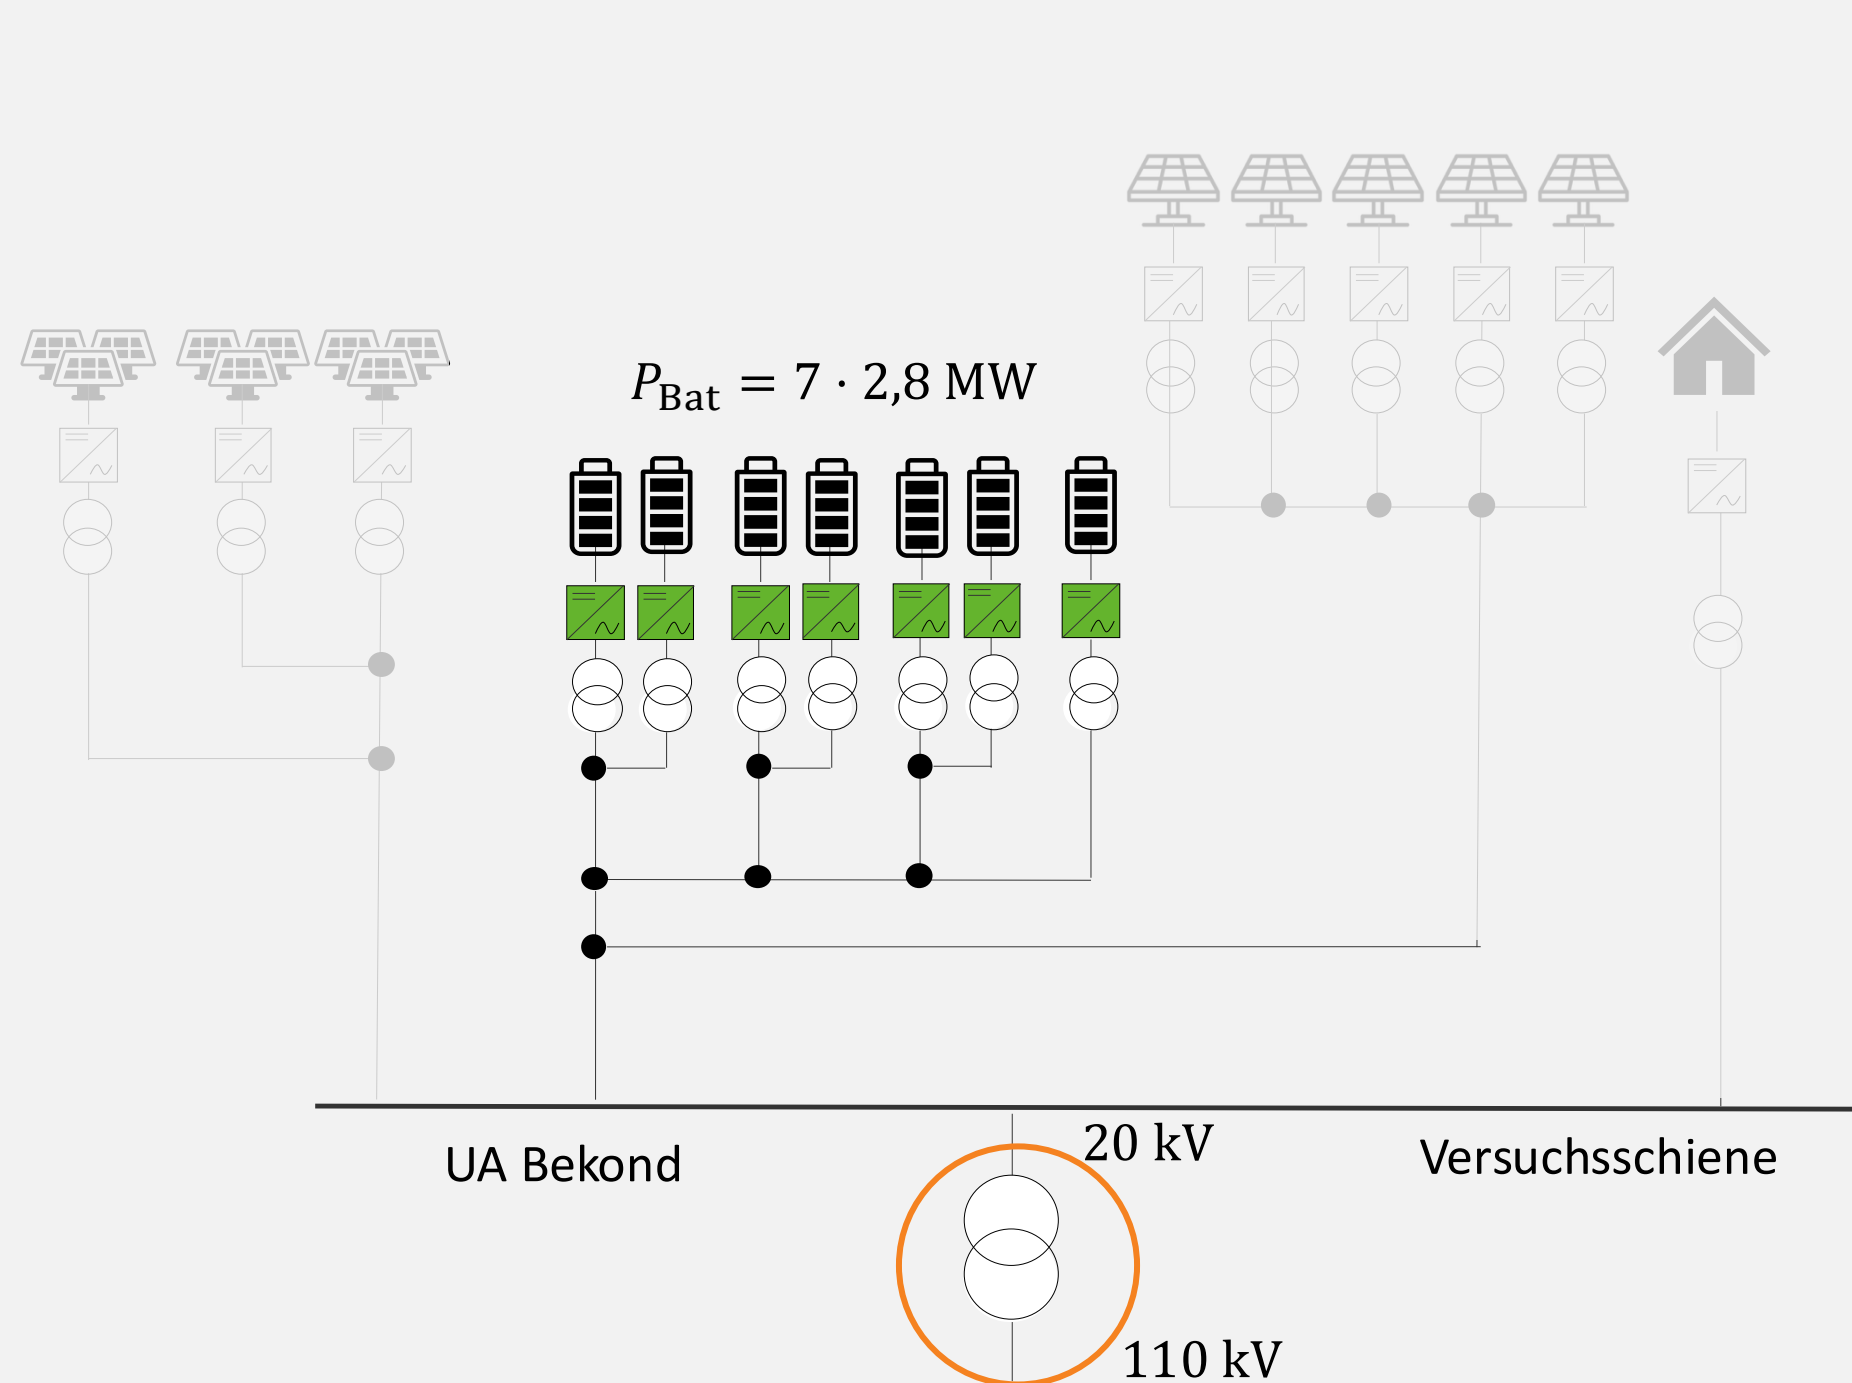 P_Bat = 7 · 2,8 MW
UA Bekond
20 kV
Versuchsschiene
110 kV